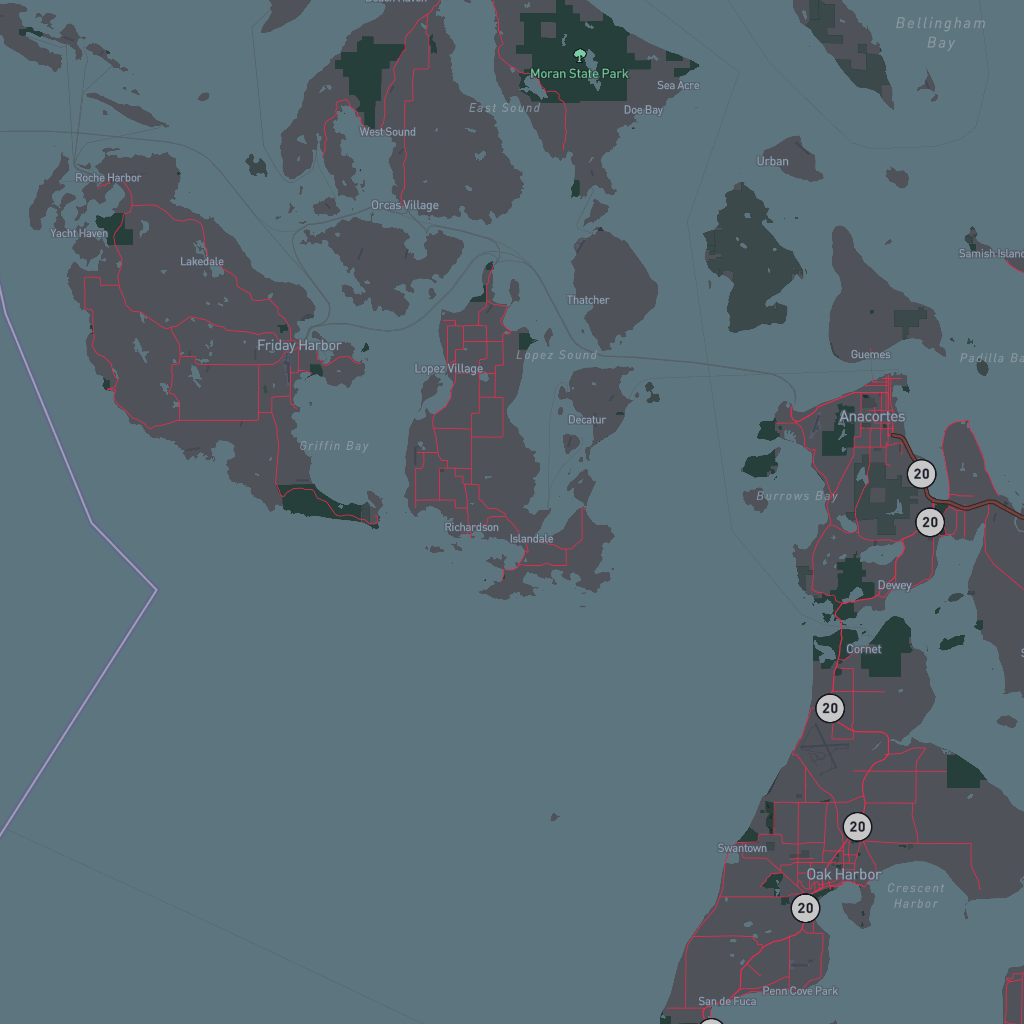 Bellingham
Bay
Moran State Park
Sea Acre
East Sound
Doe Bay
West Sound
Urban
Roche Harbor
Orcas Village
Yacht Haven
Lakedale
Samish Island
Thatcher
Friday Harbor
Lopez Sound
Guemes
Padilla Ba
Lopez Village
Anacortes
Decatur
Griffin Bay
20
Burrows Bay
20
Richardson
Islandale
Dewey
Cornet
20
20
Swantown
Oak Harbor
Crescent
Harbor
20
Penn Cove Park
San de Fuca